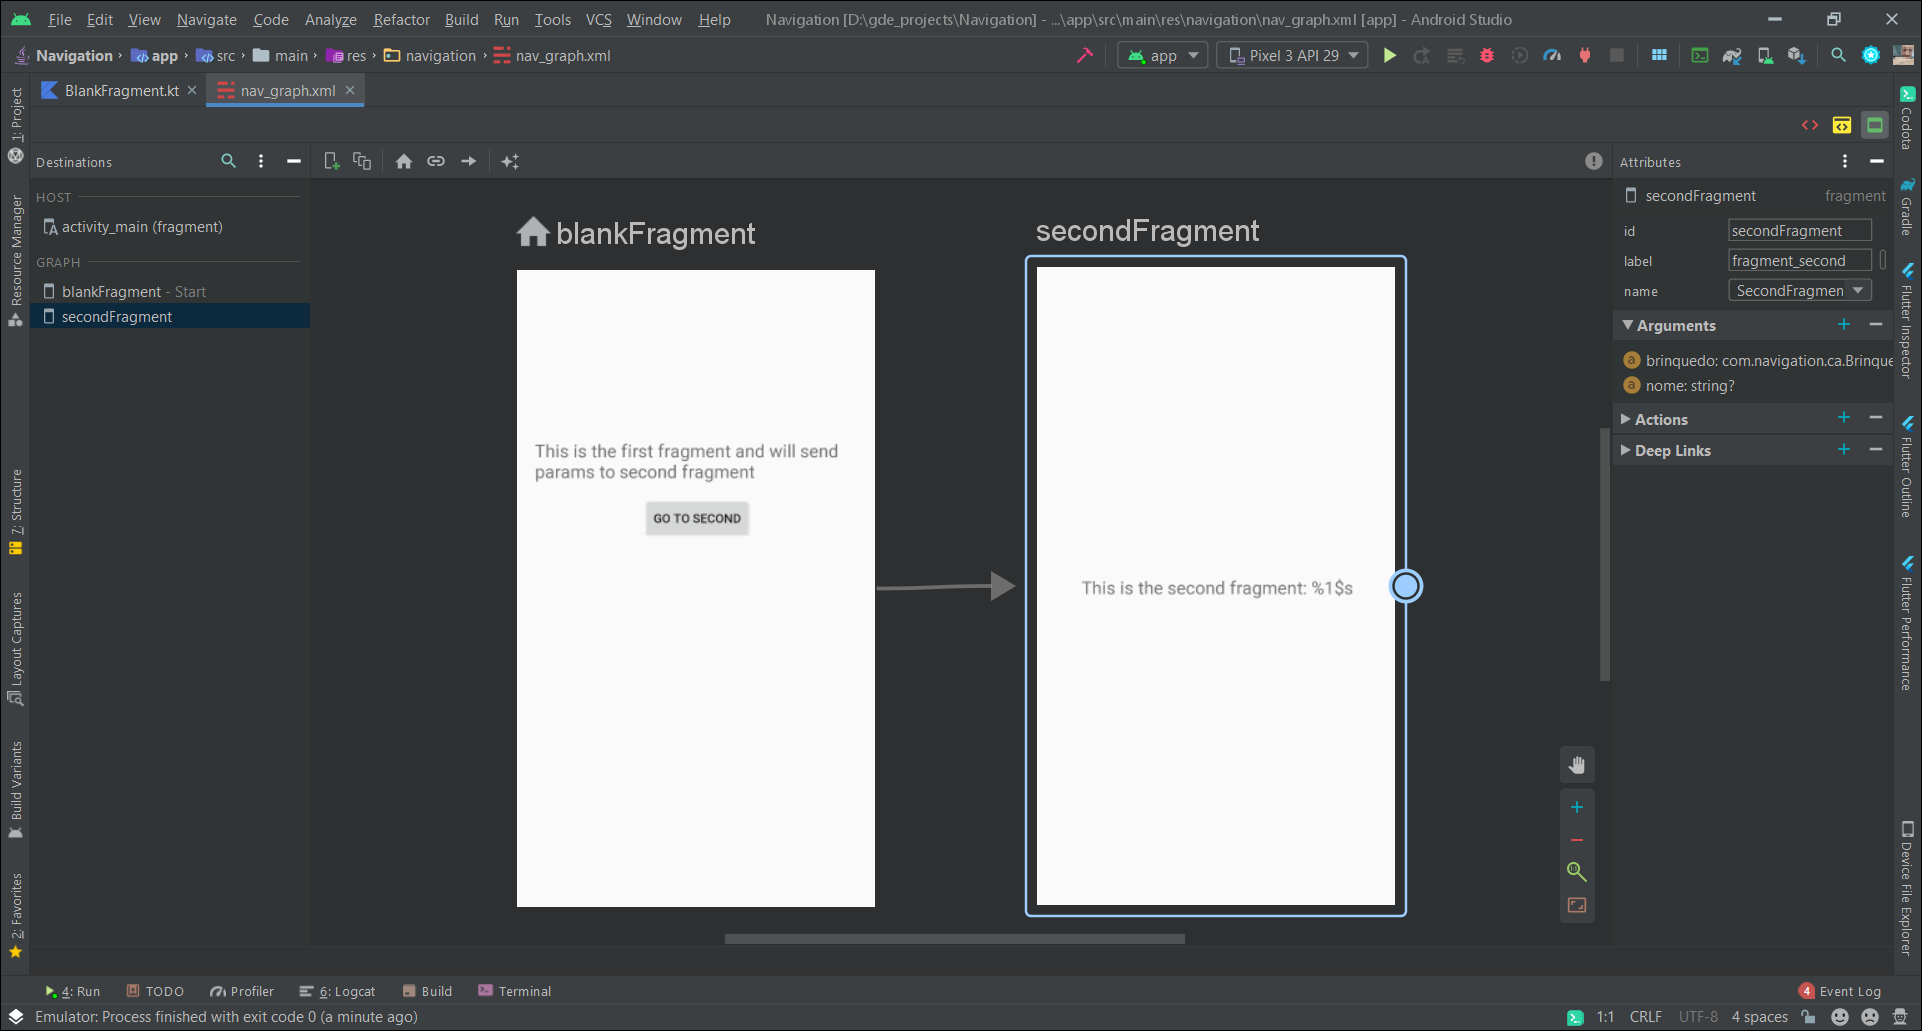 File Edit View Navigate Code Analyze Refactor Build Run Tools VCS Window Help Navigation [D:\gde_projects\Navigation] - ...\app\src\main\res\navigation\nav_graph.xml [app] - Android Studio
Navigation › app › src › main › res › navigation › nav_graph.xml app Pixel 3 API 29
BlankFragment.kt nav_graph.xml
1: Project
Resource Manager
7: Structure
Layout Captures
Build Variants
2: Favorites
Destinations
HOST
activity_main (fragment)
GRAPH
blankFragment - Start
secondFragment
blankFragment
This is the first fragment and will send
params to second fragment
GO TO SECOND
secondFragment
This is the second fragment: %1$s
Attributes
secondFragment fragment
id secondFragment
label fragment_second
name SecondFragmen
Arguments
a brinquedo: com.navigation.ca.Brinque
a nome: string?
Actions
Deep Links
Codota
Gradle
Flutter Inspector
Flutter Outline
Flutter Performance
Device File Explorer
4: Run TODO Profiler 6: Logcat Build Terminal 4 Event Log
Emulator: Process finished with exit code 0 (a minute ago) 1:1 CRLF UTF-8 4 spaces